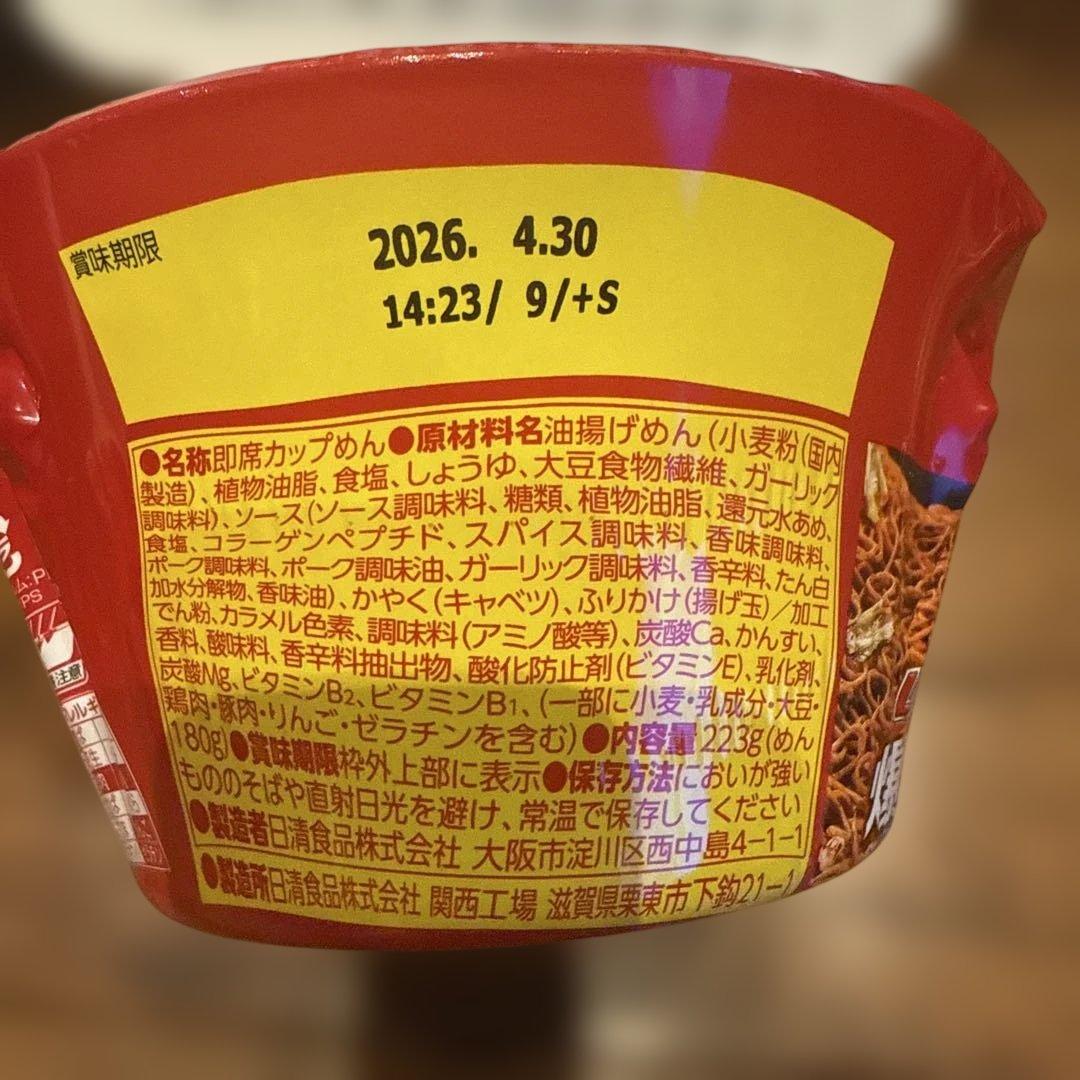 賞味期限
2026. 4.30
14:23/ 9/+S
●名称即席カップめん●原材料名油揚げめん(小麦粉(国内
製造)、植物油脂、食塩、しょうゆ、大豆食物繊維、ガーリック
調味料)、ソース(ソース調味料、糖類、植物油脂、還元水あめ、
食塩、コラーゲンペプチド、スパイス調味料、香味調味料、
ポーク調味料、ポーク調味油、ガーリック調味料、香辛料、たん白
加水分解物、香味油)、かやく(キャベツ)、ふりかけ(揚げ玉)/加工
でん粉、カラメル色素、調味料(アミノ酸等)、炭酸Ca、かんすい、
香料、酸味料、香辛料抽出物、酸化防止剤(ビタミンE)、乳化剤、
炭酸Mg、ビタミンB₂、ビタミンB₁、(一部に小麦・乳成分・大豆・
鶏肉・豚肉・りんご・ゼラチンを含む)●内容量223g(めん
180g)●賞味期限枠外上部に表示●保存方法においが強い
もののそばや直射日光を避け、常温で保存してください
●製造者日清食品株式会社 大阪市淀川区西中島4-1-1
●製造所日清食品株式会社 関西工場 滋賀県栗東市下鈎21-1
注意